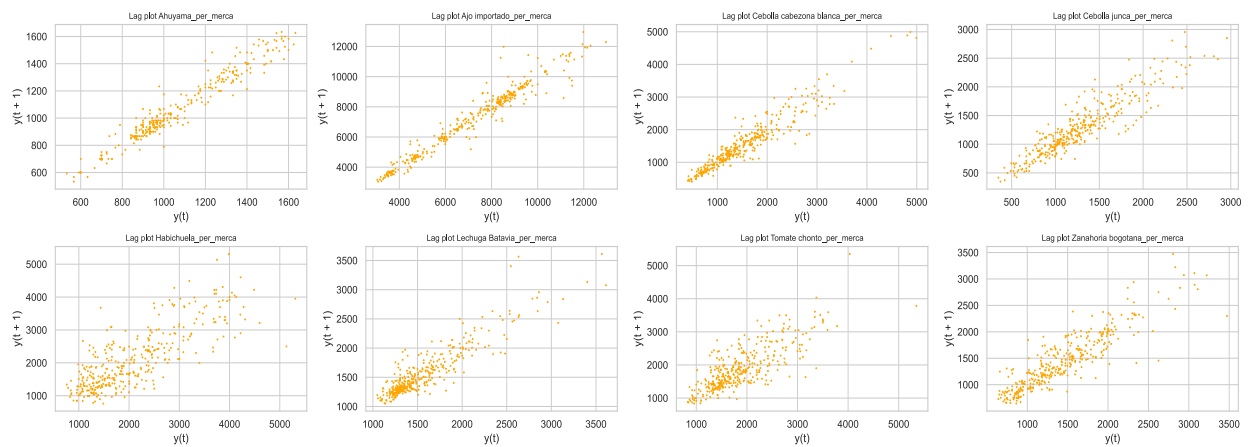 Lag plot Ahuyama_per_merca
y(t + 1)
1600
1400
1200
1000
800
600
600 800 1000 1200 1400 1600
y(t)
Lag plot Ajo importado_per_merca
y(t + 1)
12000
10000
8000
6000
4000
4000 6000 8000 10000 12000
y(t)
Lag plot Cebolla cabezona blanca_per_merca
y(t + 1)
5000
4000
3000
2000
1000
1000 2000 3000 4000 5000
y(t)
Lag plot Cebolla junca_per_merca
y(t + 1)
3000
2500
2000
1500
1000
500
500 1000 1500 2000 2500 3000
y(t)
Lag plot Habichuela_per_merca
y(t + 1)
5000
4000
3000
2000
1000
1000 2000 3000 4000 5000
y(t)
Lag plot Lechuga Batavia_per_merca
y(t + 1)
3500
3000
2500
2000
1500
1000
1000 1500 2000 2500 3000 3500
y(t)
Lag plot Tomate chonto_per_merca
y(t + 1)
5000
4000
3000
2000
1000
1000 2000 3000 4000 5000
y(t)
Lag plot Zanahoria bogotana_per_merca
y(t + 1)
3500
3000
2500
2000
1500
1000
1000 1500 2000 2500 3000 3500
y(t)